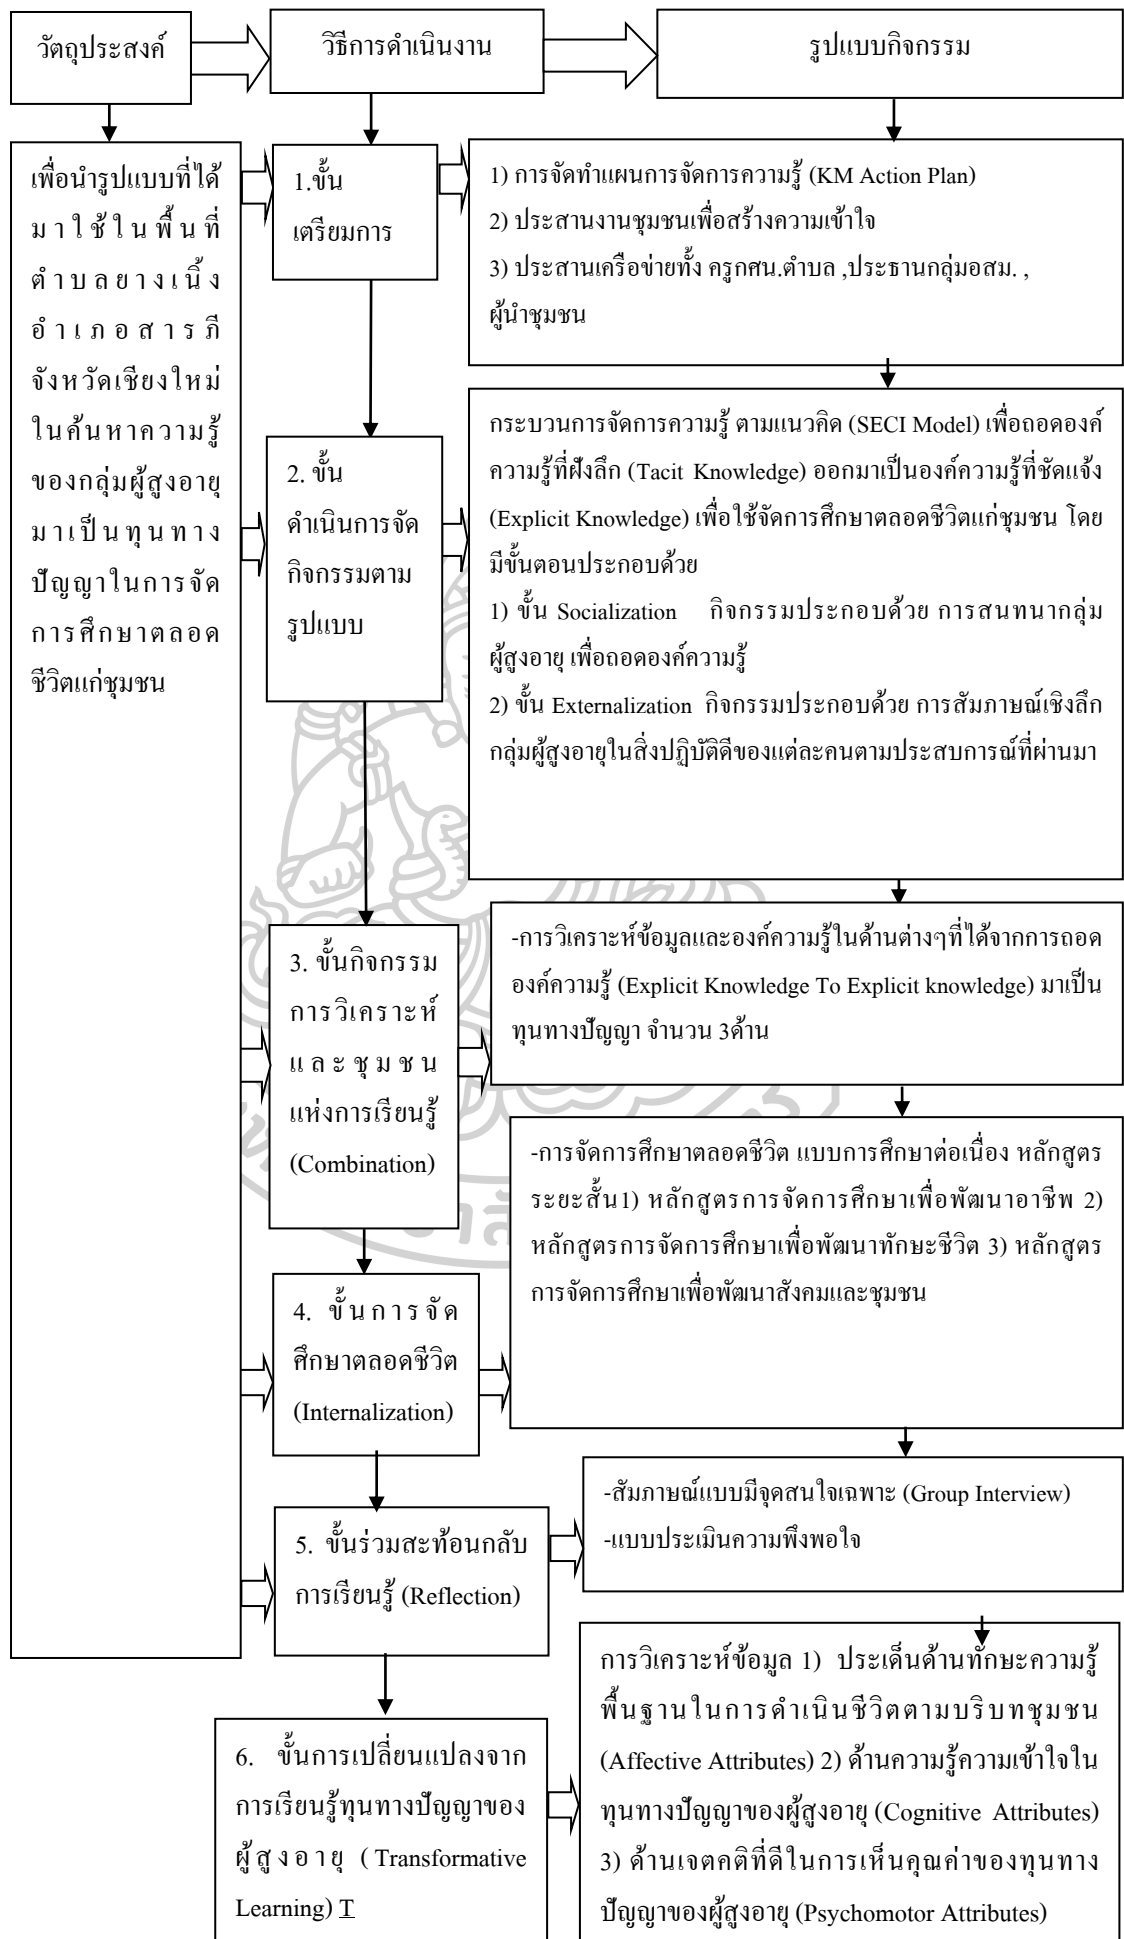 วัตถุประสงค์
วิธีการดำเนินงาน
รูปแบบกิจกรรม
เพื่อนำรูปแบบที่ได้
มาใช้ในพื้นที่
ตำบลยางเนิ้ง
อำเภอสารภี
จังหวัดเชียงใหม่
ในค้นหาความรู้
ของกลุ่มผู้สูงอายุ
มาเป็นทุนทาง
ปัญญาในการจัด
การศึกษาตลอด
ชีวิตแก่ชุมชน
1.ขั้น
เตรียมการ
1) การจัดทำแผนการจัดการความรู้ (KM Action Plan)
2) ประสานงานชุมชนเพื่อสร้างความเข้าใจ
3) ประสานเครือข่ายทั้ง ครูกศน.ตำบล ,ประธานกลุ่มอสม. ,
ผู้นำชุมชน
2. ขั้น
ดำเนินการจัด
กิจกรรมตาม
รูปแบบ
กระบวนการจัดการความรู้ ตามแนวคิด (SECI Model) เพื่อถอดองค์
ความรู้ที่ฝังลึก (Tacit Knowledge) ออกมาเป็นองค์ความรู้ที่ชัดแจ้ง
(Explicit Knowledge) เพื่อใช้จัดการศึกษาตลอดชีวิตแก่ชุมชน โดย
มีขั้นตอนประกอบด้วย
1) ขั้น Socialization กิจกรรมประกอบด้วย การสนทนากลุ่ม
ผู้สูงอายุ เพื่อถอดองค์ความรู้
2) ขั้น Externalization กิจกรรมประกอบด้วย การสัมภาษณ์เชิงลึก
กลุ่มผู้สูงอายุในสิ่งปฏิบัติดีของแต่ละคนตามประสบการณ์ที่ผ่านมา
3. ขั้นกิจกรรม
การวิเคราะห์
และชุมชน
แห่งการเรียนรู้
(Combination)
-การวิเคราะห์ข้อมูลและองค์ความรู้ในด้านต่างๆที่ได้จากการถอด
องค์ความรู้ (Explicit Knowledge To Explicit knowledge) มาเป็น
ทุนทางปัญญา จำนวน 3ด้าน
4. ขั้นการจัด
ศึกษาตลอดชีวิต
(Internalization)
-การจัดการศึกษาตลอดชีวิต แบบการศึกษาต่อเนื่อง หลักสูตร
ระยะสั้น1) หลักสูตรการจัดการศึกษาเพื่อพัฒนาอาชีพ 2)
หลักสูตรการจัดการศึกษาเพื่อพัฒนาทักษะชีวิต 3) หลักสูตร
การจัดการศึกษาเพื่อพัฒนาสังคมและชุมชน
5. ขั้นร่วมสะท้อนกลับ
การเรียนรู้ (Reflection)
-สัมภาษณ์แบบมีจุดสนใจเฉพาะ (Group Interview)
-แบบประเมินความพึงพอใจ
6. ขั้นการเปลี่ยนแปลงจาก
การเรียนรู้ทุนทางปัญญาของ
ผู้สูงอายุ ( Transformative
Learning) T
การวิเคราะห์ข้อมูล 1) ประเด็นด้านทักษะความรู้
พื้นฐานในการดำเนินชีวิตตามบริบทชุมชน
(Affective Attributes) 2) ด้านความรู้ความเข้าใจใน
ทุนทางปัญญาของผู้สูงอายุ (Cognitive Attributes)
3) ด้านเจตคติที่ดีในการเห็นคุณค่าของทุนทาง
ปัญญาของผู้สูงอายุ (Psychomotor Attributes)